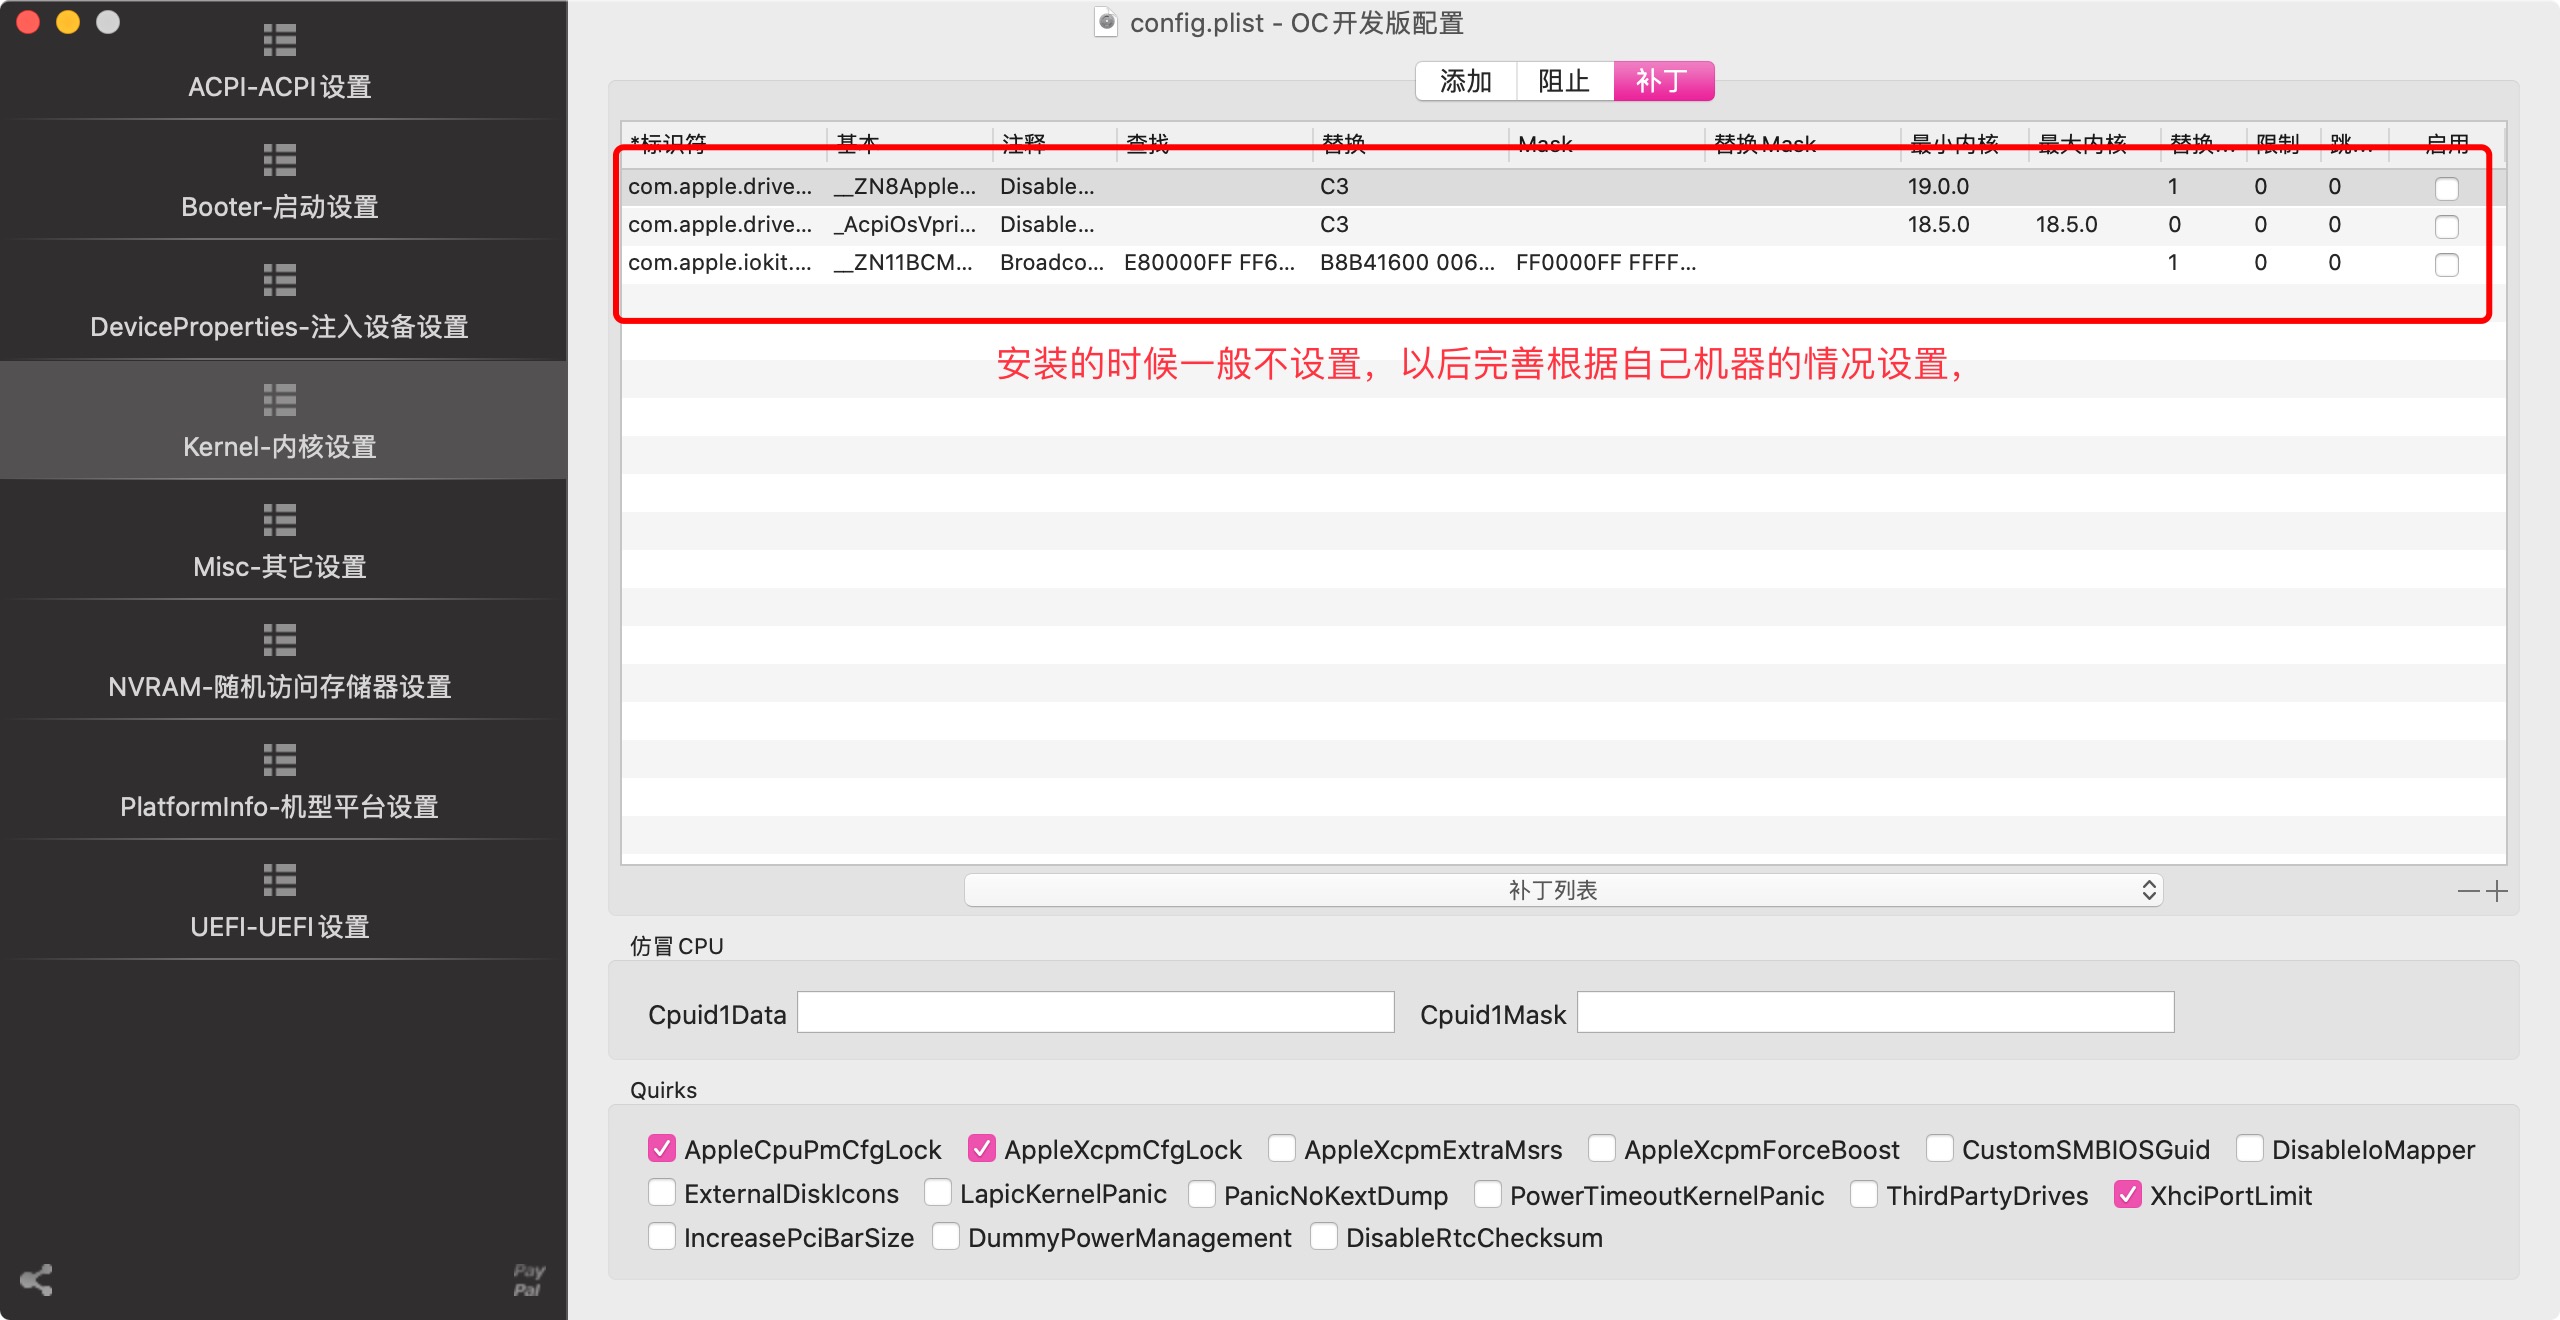 config.plist - OC开发版配置
ACPI-ACPI设置
Booter-启动设置
DeviceProperties-注入设备设置
Kernel-内核设置
Misc-其它设置
NVRAM-随机访问存储器设置
PlatformInfo-机型平台设置
UEFI-UEFI设置
Pay
Pal
添加 阻止 补丁
*标识符 基本 注释 查找 替换 Mask 替换Mask 最小内核 最大内核 替换... 限制 跳... 启用
com.apple.drive... __ZN8Apple... Disable... C3 19.0.0 1 0 0
com.apple.drive... _AcpiOsVpri... Disable... C3 18.5.0 18.5.0 0 0 0
com.apple.iokit.... __ZN11BCM... Broadco... E80000FF FF6... B8B41600 006... FF0000FF FFFF... 1 0 0
安装的时候一般不设置，以后完善根据自己机器的情况设置，
补丁列表
仿冒CPU
Cpuid1Data Cpuid1Mask
Quirks
AppleCpuPmCfgLock AppleXcpmCfgLock AppleXcpmExtraMsrs AppleXcpmForceBoost CustomSMBIOSGuid DisableIoMapper
ExternalDiskIcons LapicKernelPanic PanicNoKextDump PowerTimeoutKernelPanic ThirdPartyDrives XhciPortLimit
IncreasePciBarSize DummyPowerManagement DisableRtcChecksum